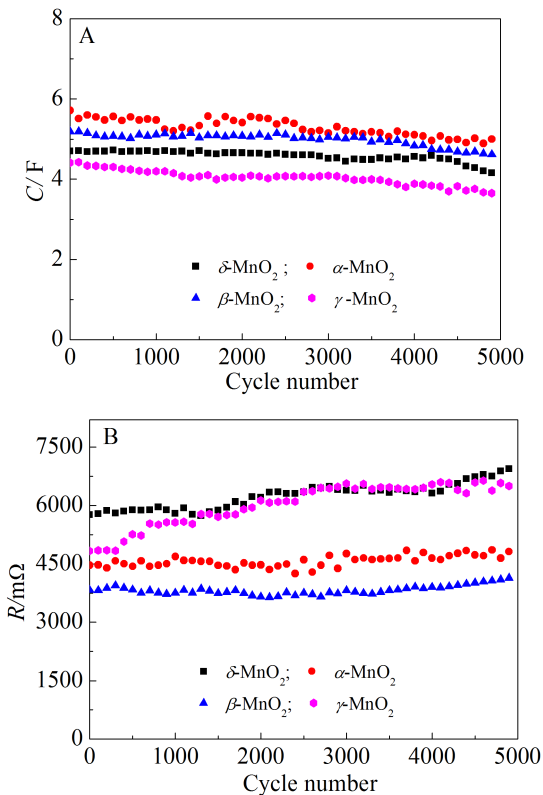 A
8
6
4
2
0
C/ F
δ-MnO₂ ; α-MnO₂
β-MnO₂; γ -MnO₂
0 1000 2000 3000 4000 5000
Cycle number
B
7500
6000
4500
3000
1500
0
R/mΩ
δ-MnO₂; α-MnO₂
β-MnO₂; γ-MnO₂
0 1000 2000 3000 4000 5000
Cycle number